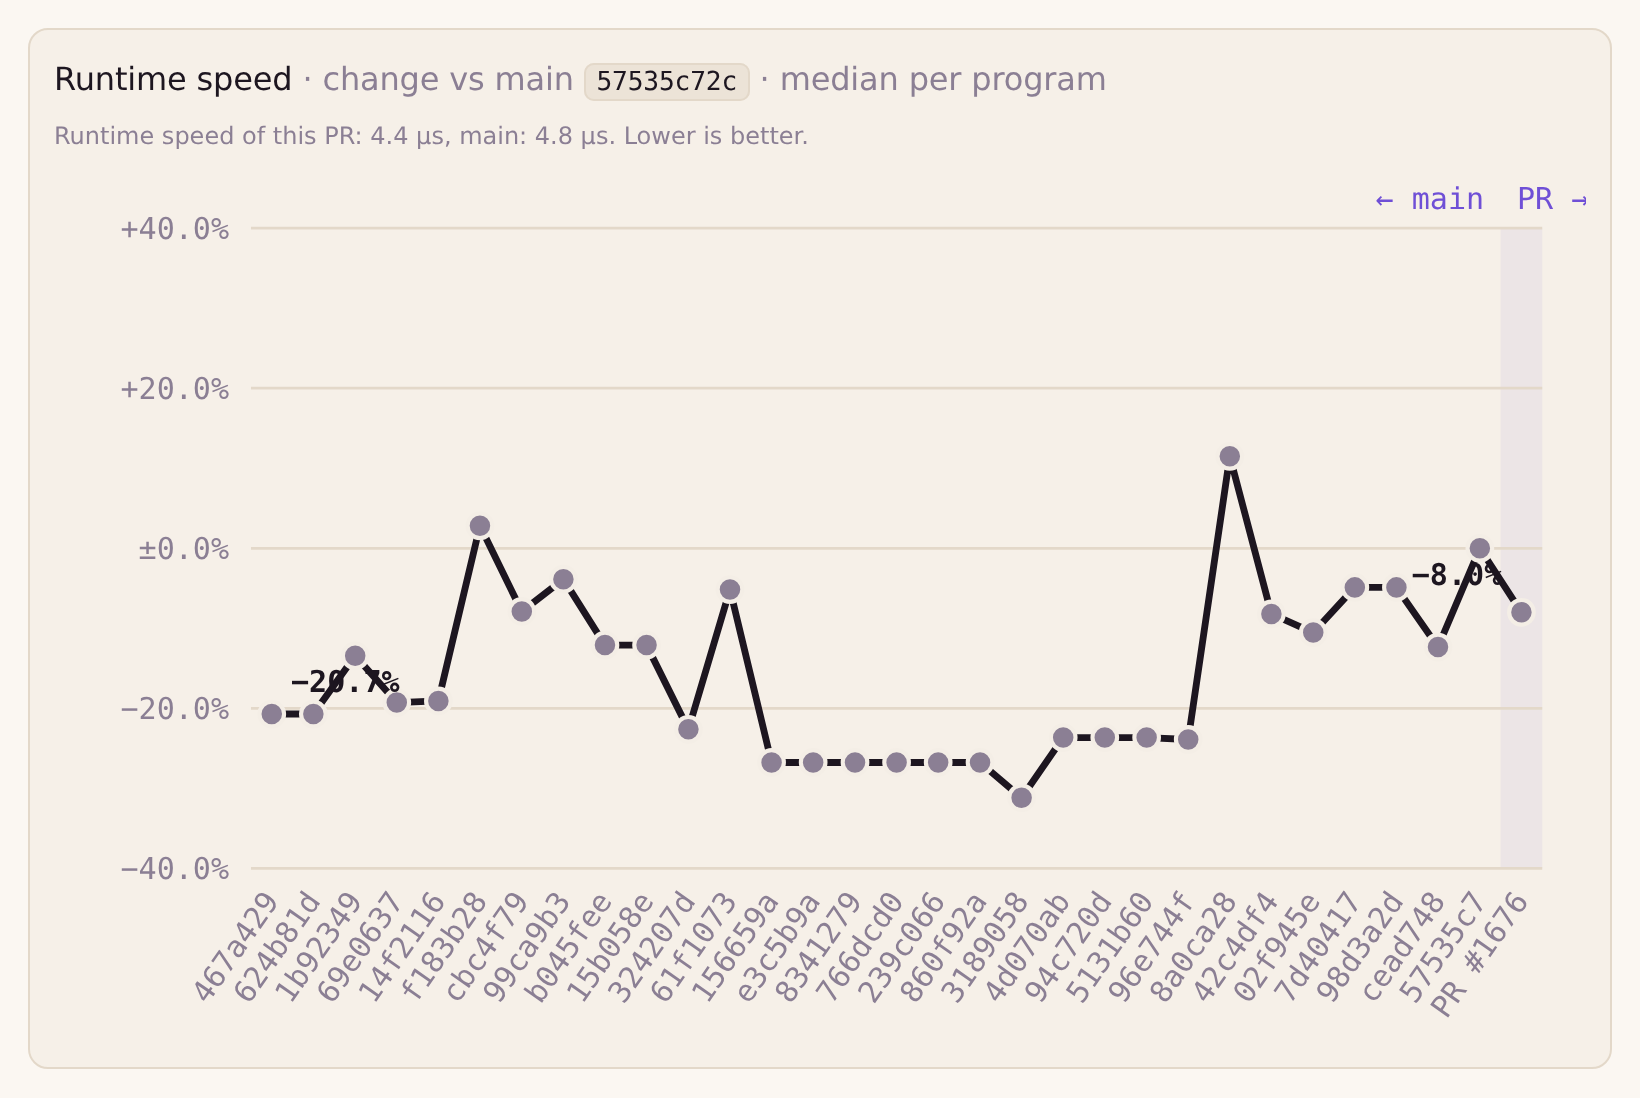 Runtime speed · change vs main 57535c72c · median per program
Runtime speed of this PR: 4.4 µs, main: 4.8 µs. Lower is better.
← main PR →
+40.0%
+20.0%
±0.0%
−20.0%
−40.0%
−20.7%
−8.0%
467a429
624b81d
1b92349
69e0637
14f2116
f183b28
cbc4f79
99ca9b3
b045fee
15b058e
324207d
61f1073
156659a
e3c5b9a
8341279
766dcd0
239c066
860f92a
3189058
4d070ab
94c720d
5131b60
96e744f
8a0ca28
42c4df4
02f945e
7d40417
98d3a2d
cead748
57535c7
PR #1676